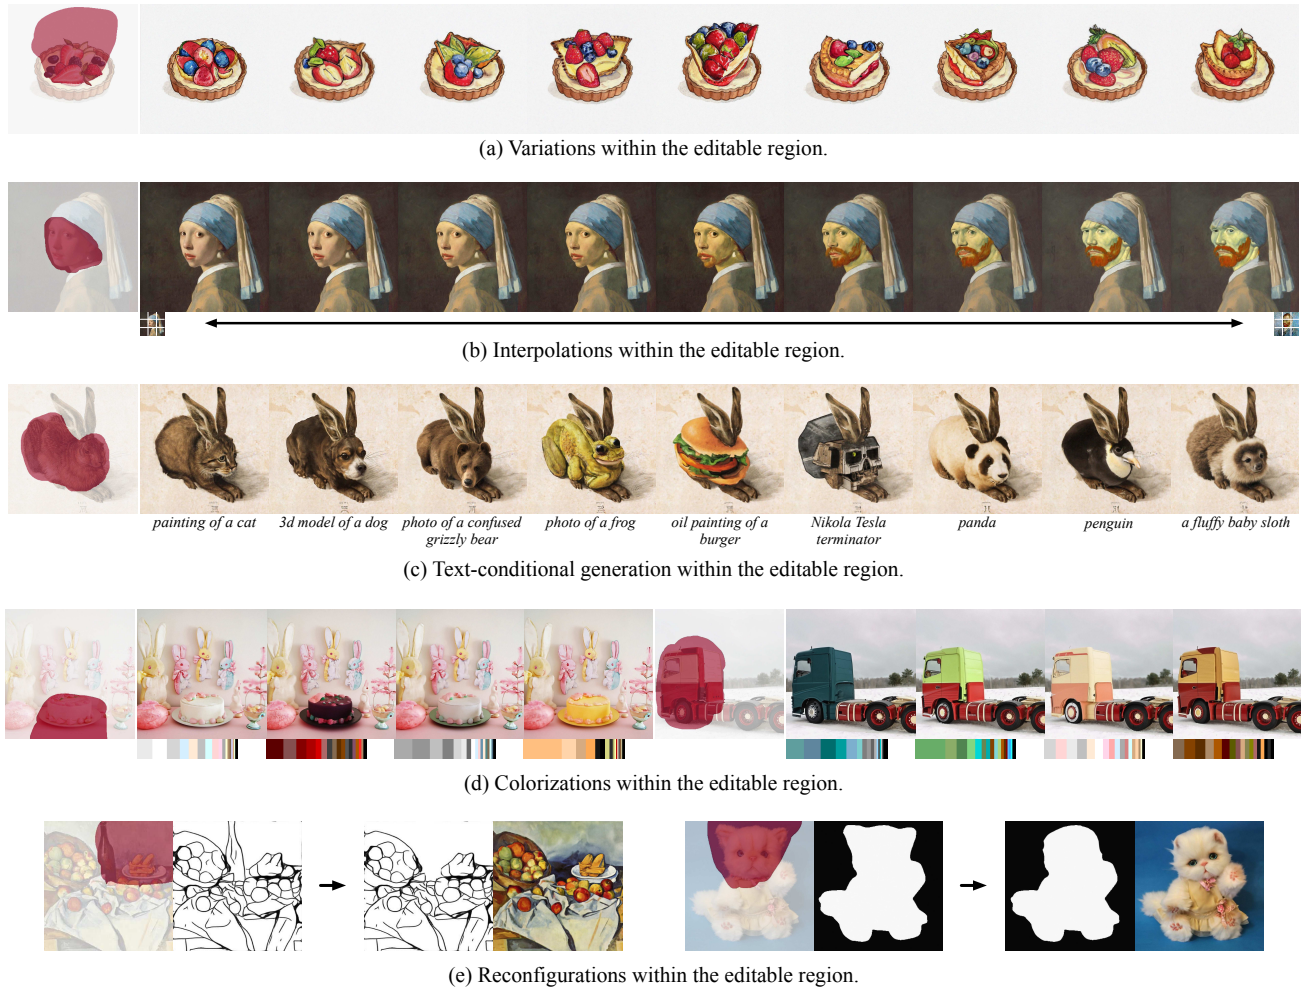 (a) Variations within the editable region.
(b) Interpolations within the editable region.
painting of a cat
3d model of a dog
photo of a confused
grizzly bear
photo of a frog
oil painting of a
burger
Nikola Tesla
terminator
panda
penguin
a fluffy baby sloth
(c) Text-conditional generation within the editable region.
(d) Colorizations within the editable region.
(e) Reconfigurations within the editable region.